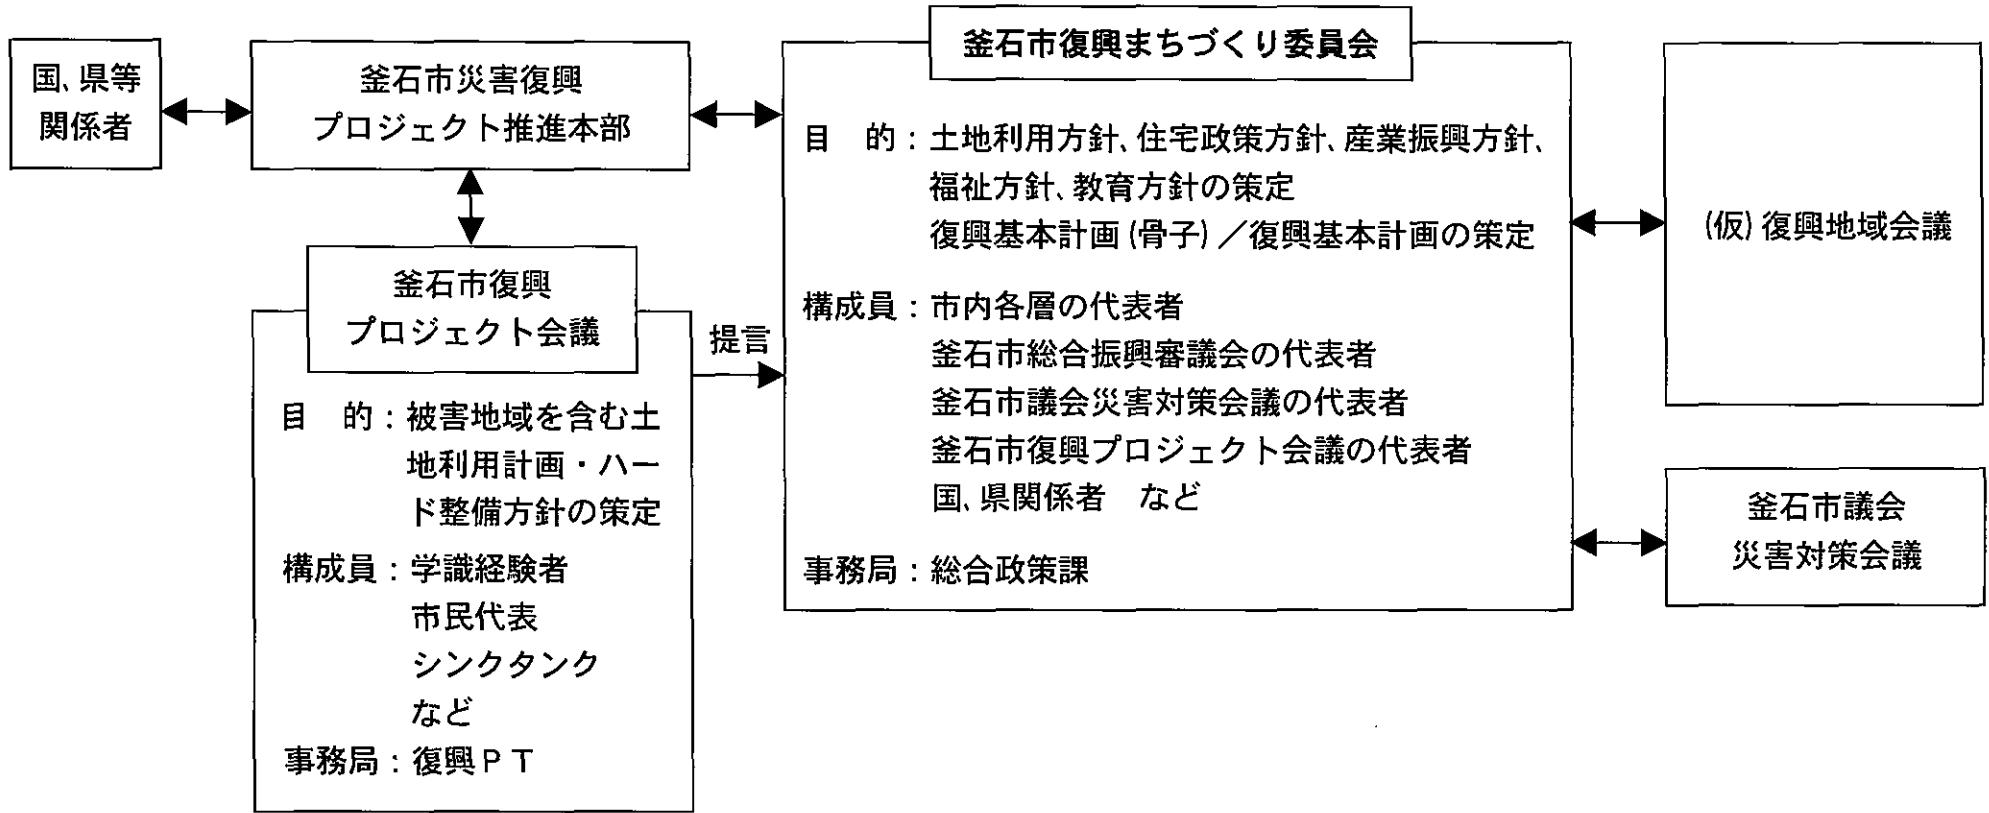 国、県等
関係者
釜石市災害復興
プロジェクト推進本部
釜石市復興
プロジェクト会議
目　的：被害地域を含む土
地利用計画・ハー
ド整備方針の策定
構成員：学識経験者
市民代表
シンクタンク
など
事務局：復興ＰＴ
提言
釜石市復興まちづくり委員会
目　的：土地利用方針、住宅政策方針、産業振興方針、
福祉方針、教育方針の策定
復興基本計画(骨子)／復興基本計画の策定
構成員：市内各層の代表者
釜石市総合振興審議会の代表者
釜石市議会災害対策会議の代表者
釜石市復興プロジェクト会議の代表者
国、県関係者　など
事務局：総合政策課
(仮)復興地域会議
釜石市議会
災害対策会議